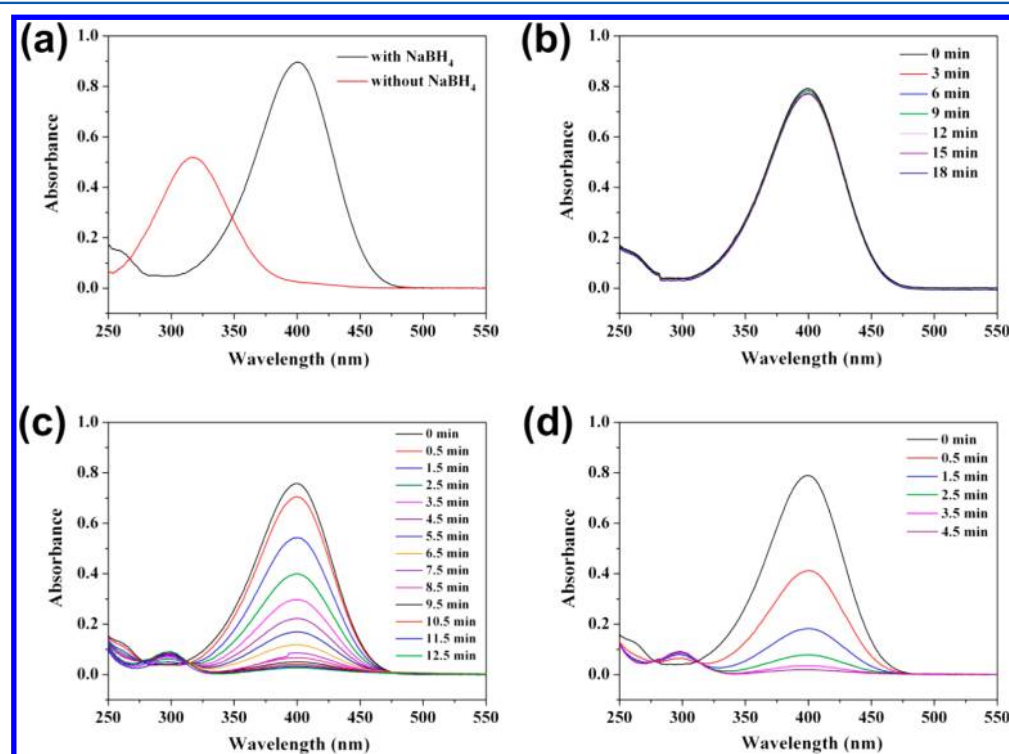 (a)
1.0
0.8
0.6
0.4
0.2
0.0
Absorbance
with NaBH4
without NaBH4
250 300 350 400 450 500 550
Wavelength (nm)
(b)
1.0
0.8
0.6
0.4
0.2
0.0
Absorbance
0 min
3 min
6 min
9 min
12 min
15 min
18 min
250 300 350 400 450 500 550
Wavelength (nm)
(c)
1.0
0.8
0.6
0.4
0.2
0.0
Absorbance
0 min
0.5 min
1.5 min
2.5 min
3.5 min
4.5 min
5.5 min
6.5 min
7.5 min
8.5 min
9.5 min
10.5 min
11.5 min
12.5 min
250 300 350 400 450 500 550
Wavelength (nm)
(d)
1.0
0.8
0.6
0.4
0.2
0.0
Absorbance
0 min
0.5 min
1.5 min
2.5 min
3.5 min
4.5 min
250 300 350 400 450 500 550
Wavelength (nm)